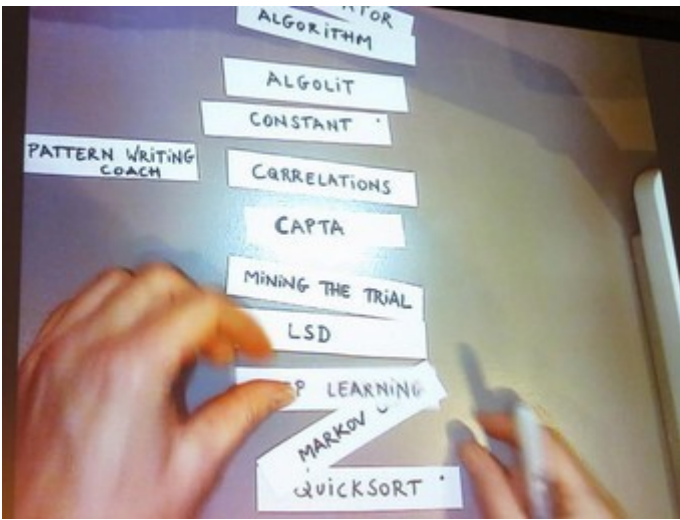 ALGORITHM
ALGOLIT
CONSTANT
PATTERN WRITING
COACH
CORRELATIONS
CAPTA
MINING THE TRIAL
LSD
LEARNING
MARKOV
QUICKSORT